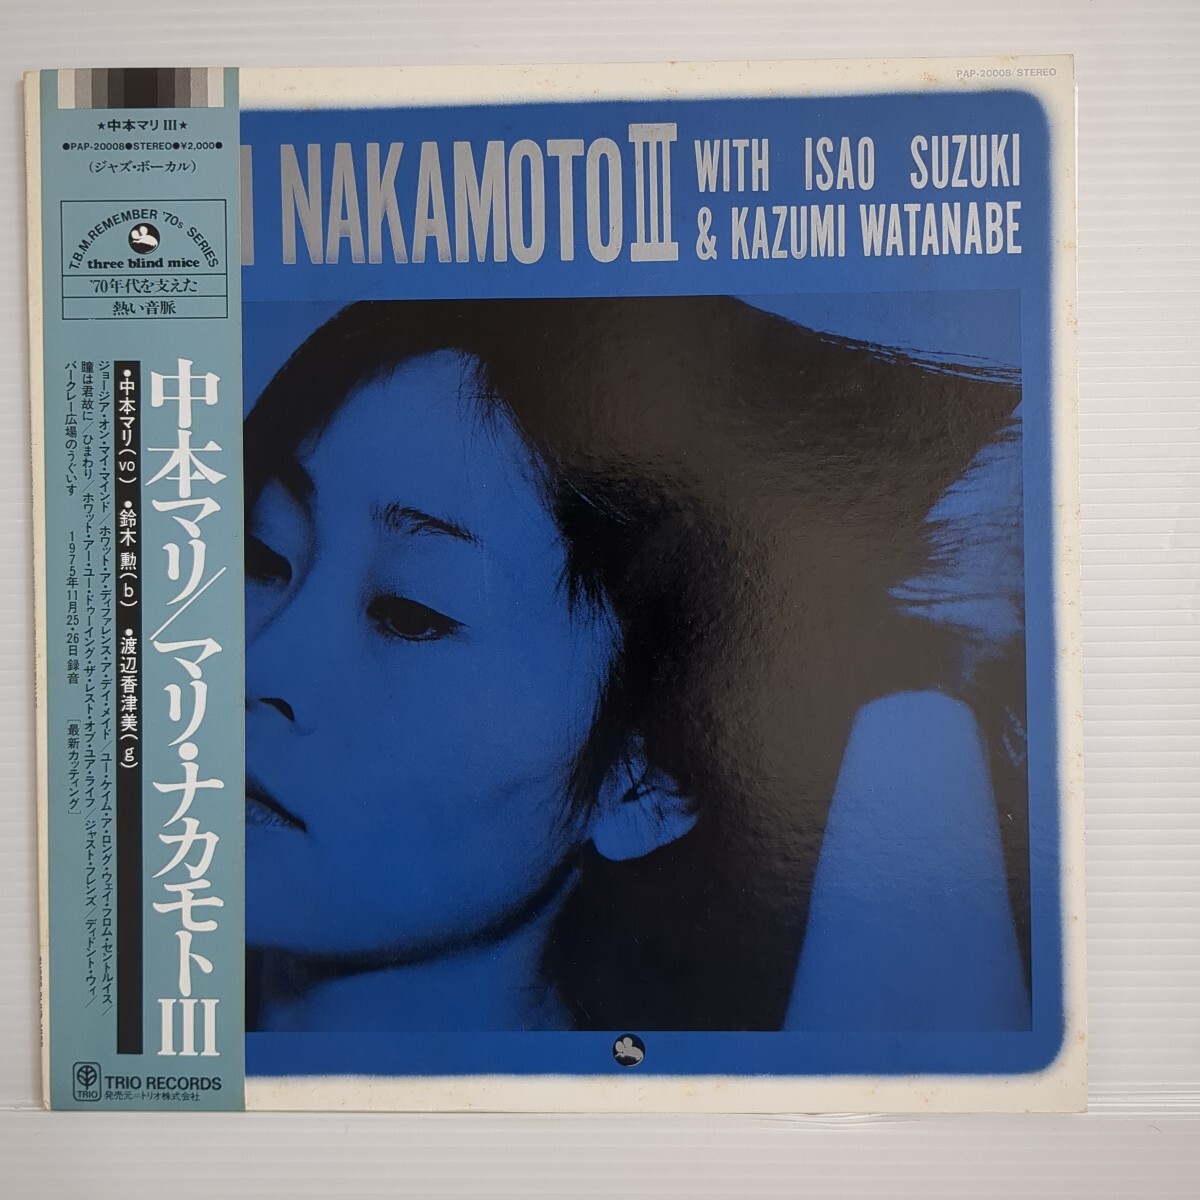 PAP-20008/STEREO
I NAKAMOTO III
WITH ISAO SUZUKI
& KAZUMI WATANABE
★中本マリ III★
●PAP-20008●STEREO●¥2,000●
(ジャズ・ボーカル)
T.B.M. REMEMBER '70s SERIES
three blind mice
'70年代を支えた
熱い音脈
中本マリ/マリ・ナカモトIII
●中本マリ(vo) ●鈴木 勲(b) ●渡辺香津美(g)
ジョージア・オン・マイ・マインド/ホワット・ア・ディファレンス・ア・デイ・メイド/ユー・ケイム・ア・ロング・ウェイ・フロム・セントルイス/
瞳は君故に/ひまわり/ホワット・アー・ユー・ドゥーイング・ザ・レスト・オブ・ユア・ライフ/ジャスト・フレンズ/ディドント・ウィ/
バークレー広場のうぐいす 1975年11月25・26日 録音 [最新カッティング]
TRIO
TRIO RECORDS
発売元=トリオ株式会社